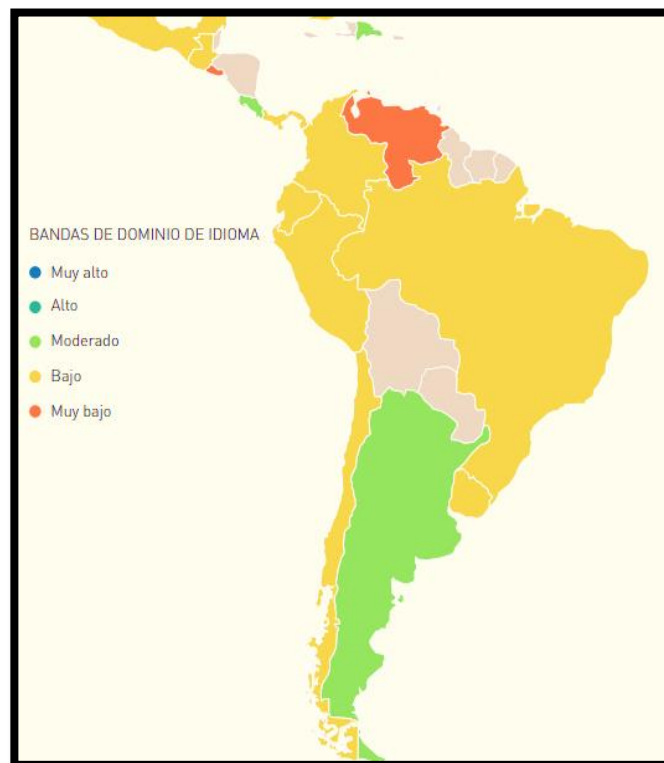 BANDAS DE DOMINIO DE IDIOMA
Muy alto
Alto
Moderado
Bajo
Muy bajo